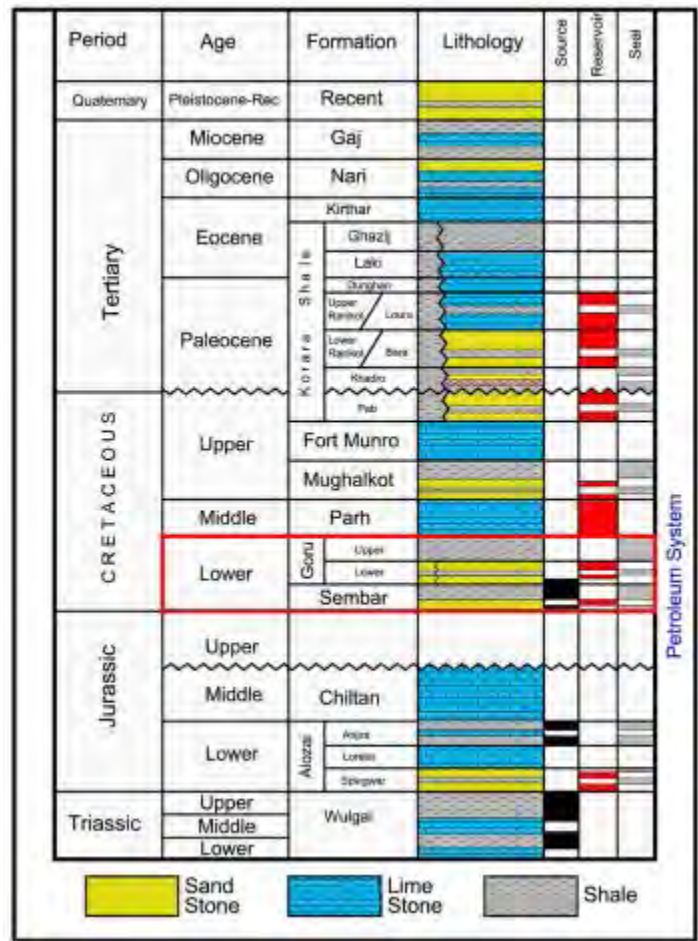 Period Age Formation Lithology Source Reservoir Seal
Quaternary Pleistocene-Rec Recent
Tertiary
Miocene Gaj
Oligocene Nari
Eocene
Kirthar
Korara Shale
Ghazij
Laki
Dunghan
Paleocene
Upper Ranikot / Lower
Ranikot / Bara
Khadro
CRETACEOUS
Upper
Pab
Fort Munro
Mughalkot
Middle Parh
Lower
Goru
Upper
Lower
Sembar
Jurassic
Upper
Middle Chiltan
Lower
Alozai
Loralai
Spingwar
Triassic
Upper
Middle
Lower
Wulgai
Petroleum System
Sand
Stone
Lime
Stone
Shale